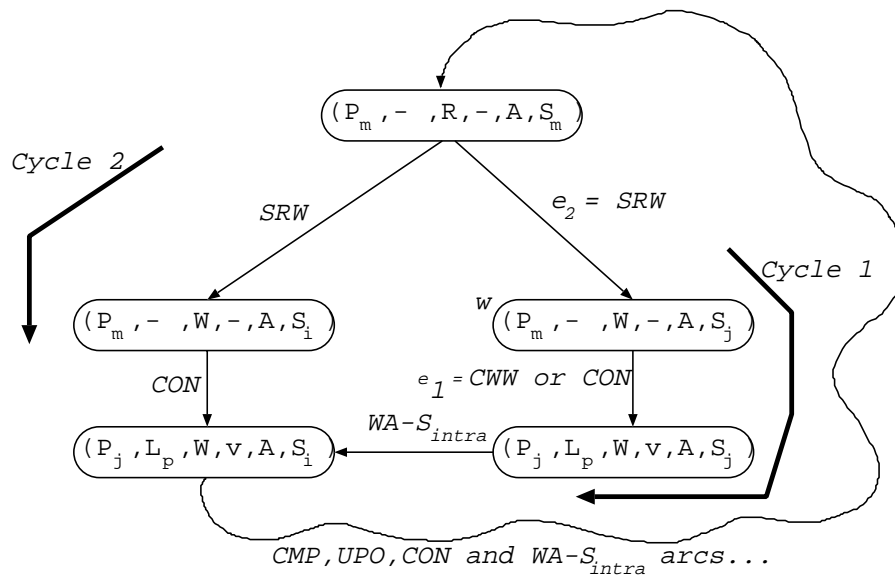 (P_m,- ,R,-,A,S_m)
Cycle 2
SRW
e_2 = SRW
Cycle 1
(P_m,- ,W,-,A,S_i)
w
(P_m,- ,W,-,A,S_j)
CON
e_1 = CWW or CON
WA-S_intra
(P_j,L_p,W,v,A,S_i)
(P_j,L_p,W,v,A,S_j)
CMP,UPO,CON and WA-S_intra arcs...